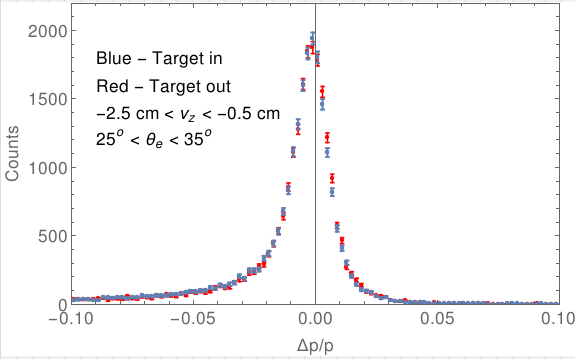 2000
1500
1000
500
0
Counts
Blue − Target in
Red − Target out
−2.5 cm < v_z < −0.5 cm
25° < θ_e < 35°
−0.10 −0.05 0.00 0.05 0.10
Δp/p